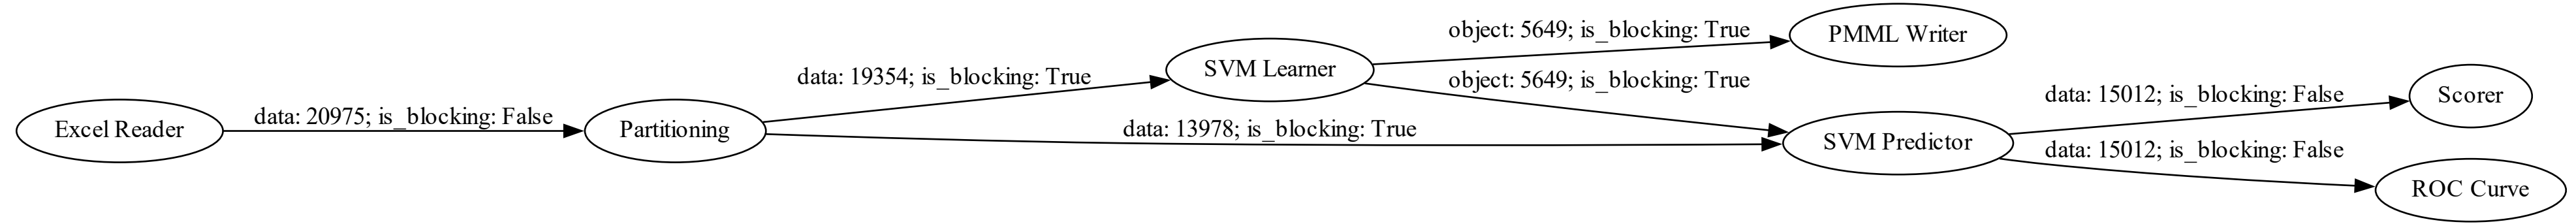 Excel Reader
data: 20975; is_blocking: False
Partitioning
data: 19354; is_blocking: True
data: 13978; is_blocking: True
SVM Learner
object: 5649; is_blocking: True
object: 5649; is_blocking: True
PMML Writer
SVM Predictor
data: 15012; is_blocking: False
data: 15012; is_blocking: False
Scorer
ROC Curve